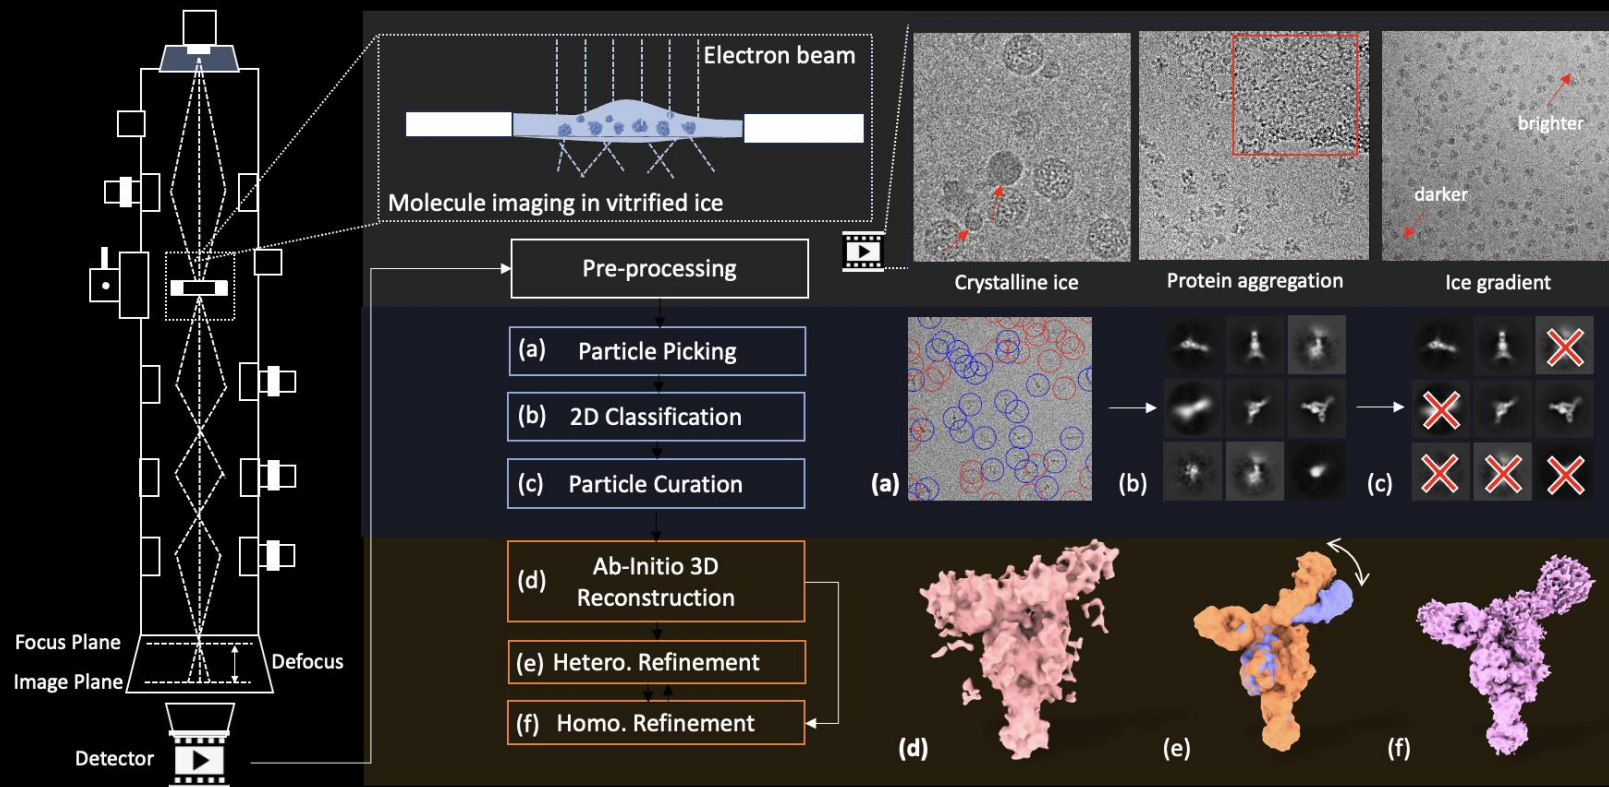 Electron beam
Molecule imaging in vitrified ice
brighter
darker
Crystalline ice
Protein aggregation
Ice gradient
Pre-processing
(a) Particle Picking
(b) 2D Classification
(c) Particle Curation
(a)
(b)
(c)
(d) Ab-Initio 3D
Reconstruction
(e) Hetero. Refinement
(f) Homo. Refinement
(d)
(e)
(f)
Focus Plane
Defocus
Image Plane
Detector